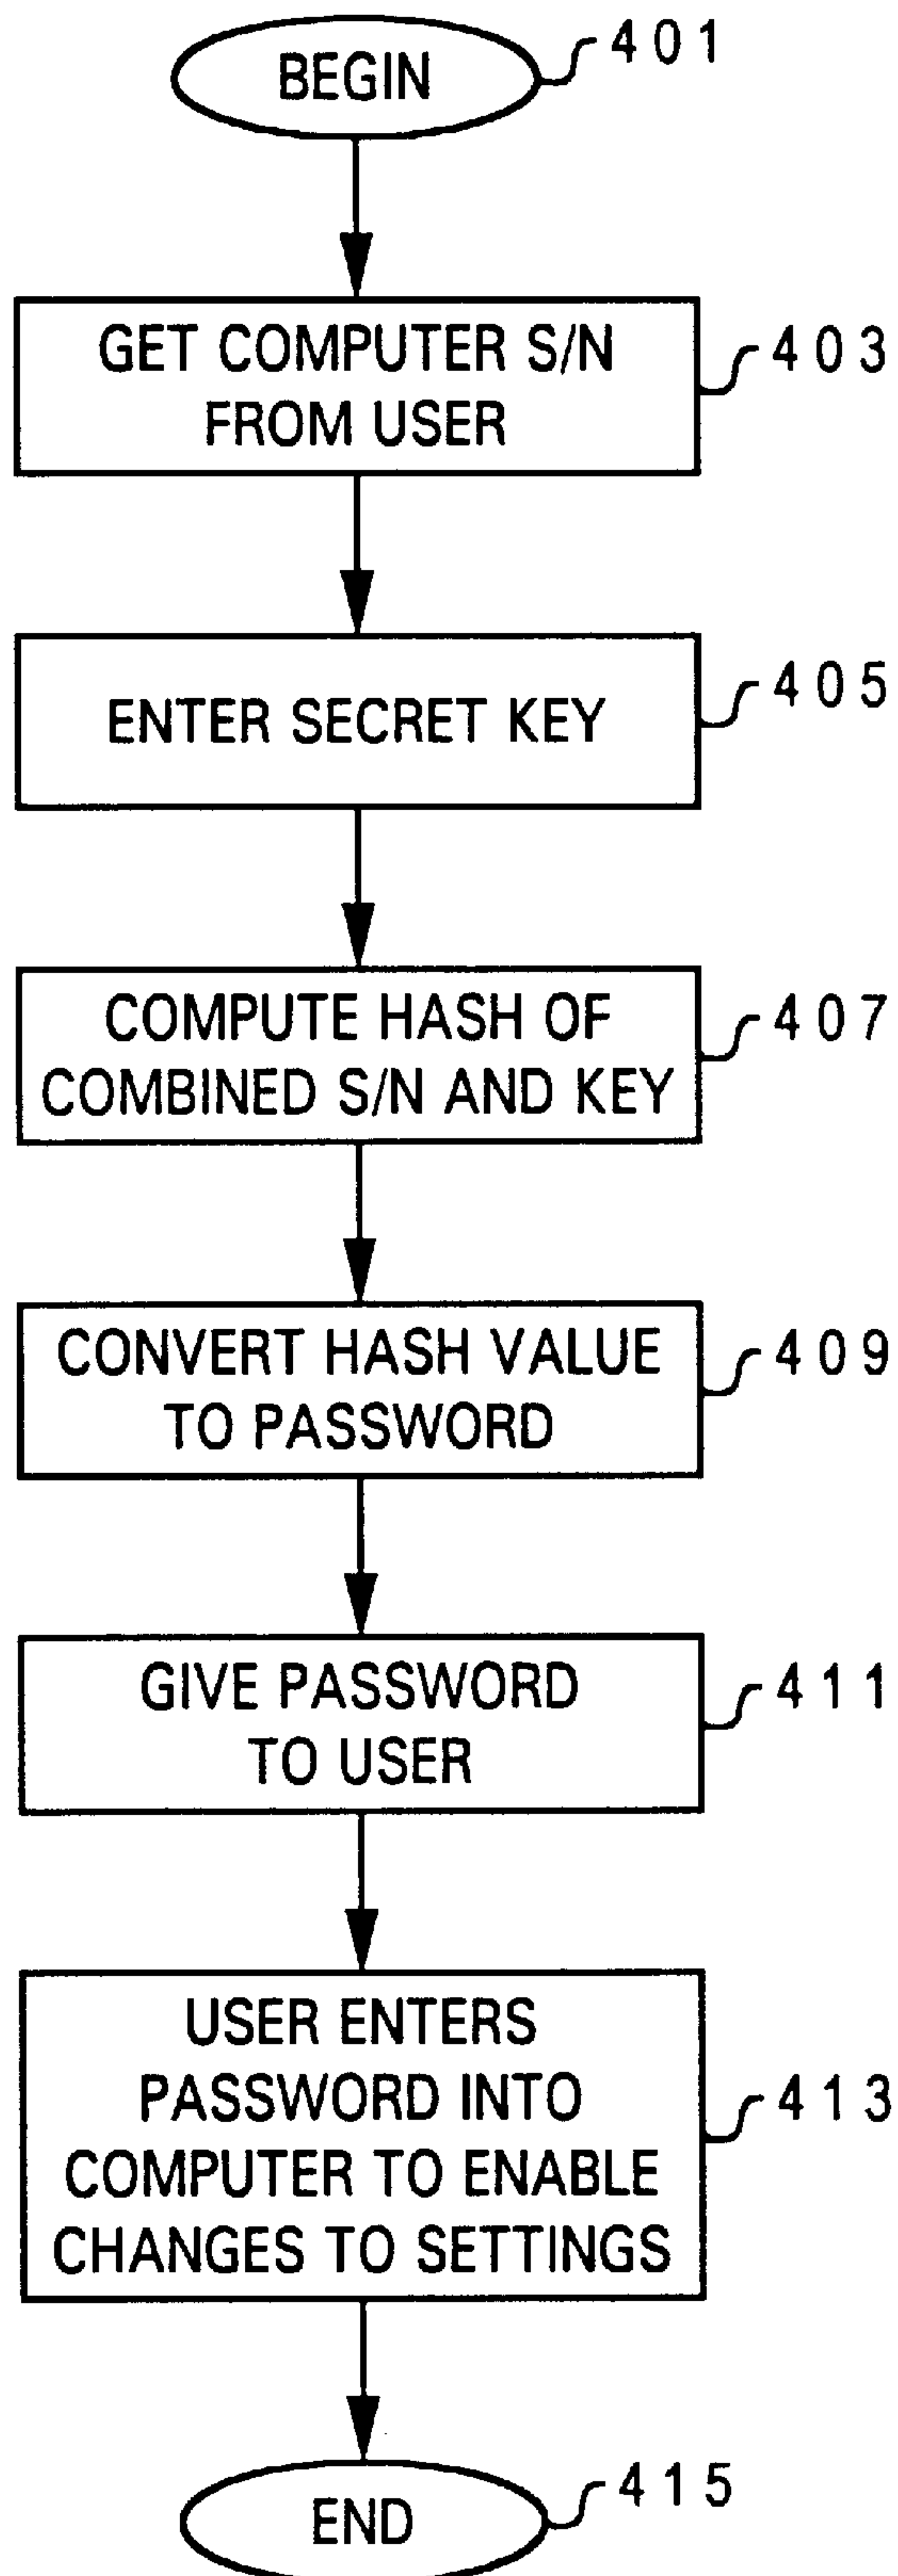 BEGIN
401
GET COMPUTER S/N
FROM USER
403
ENTER SECRET KEY
405
COMPUTE HASH OF
COMBINED S/N AND KEY
407
CONVERT HASH VALUE
TO PASSWORD
409
GIVE PASSWORD
TO USER
411
USER ENTERS
PASSWORD INTO
COMPUTER TO ENABLE
CHANGES TO SETTINGS
413
END
415